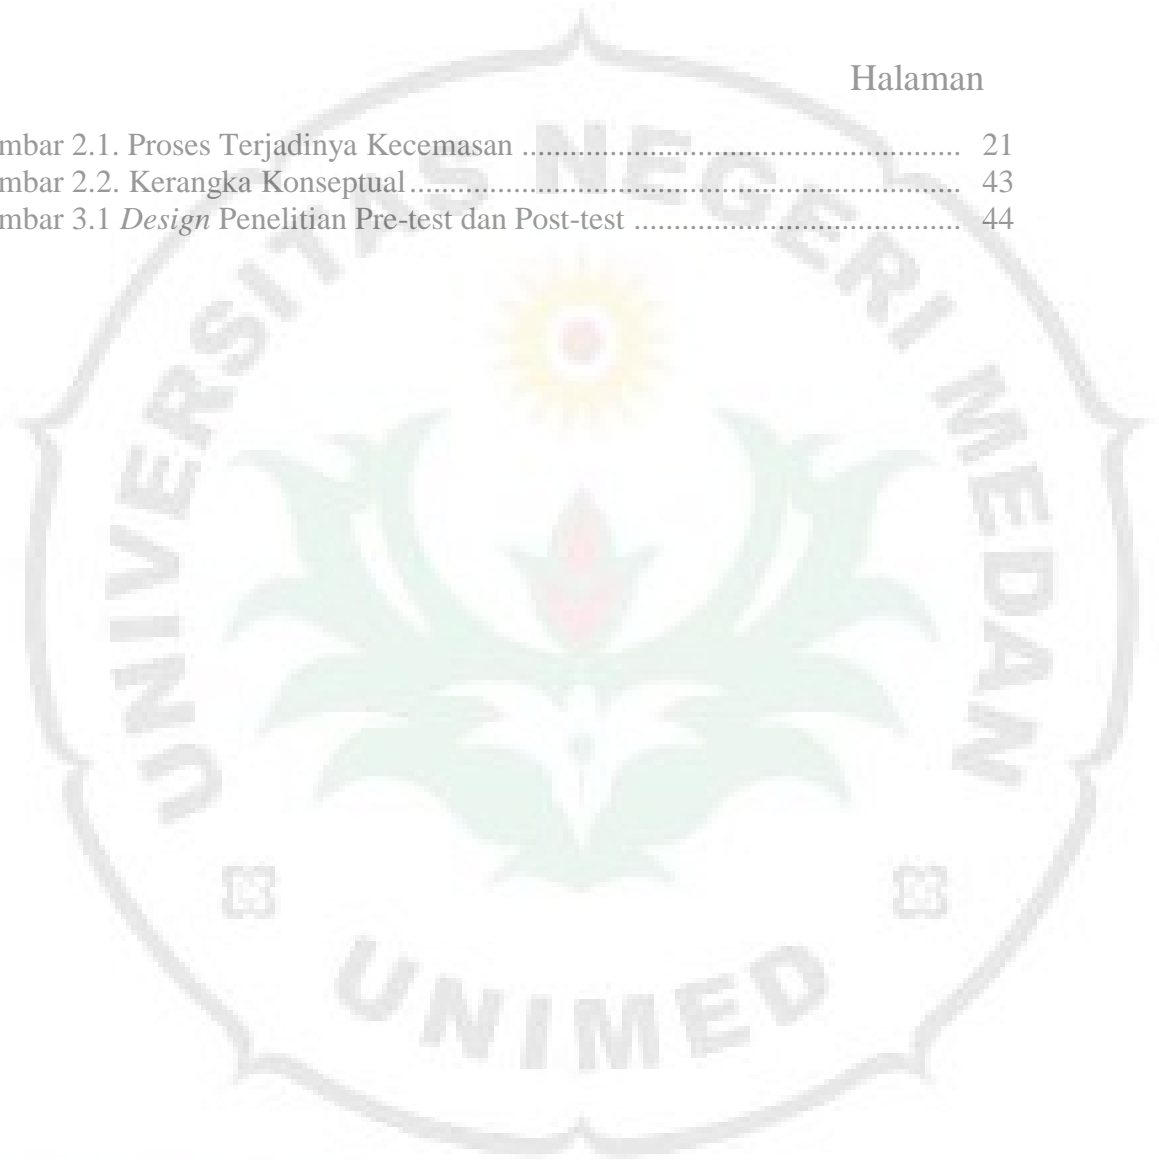 Halaman
mbar 2.1. Proses Terjadinya Kecemasan ................................................ 21
mbar 2.2. Kerangka Konseptual ............................................................ 43
mbar 3.1 Design Penelitian Pre-test dan Post-test .................................... 44
UNIVERSITAS NEGERI MEDAN
UNIMED